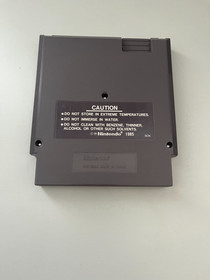 CAUTION
●DO NOT STORE IN EXTREME TEMPERATURES.
●DO NOT IMMERSE IN WATER.
●DO NOT CLEAN WITH BENZENE, THINNER,
ALCOHOL OR OTHER SUCH SOLVENTS.
©Nintendo® 1985